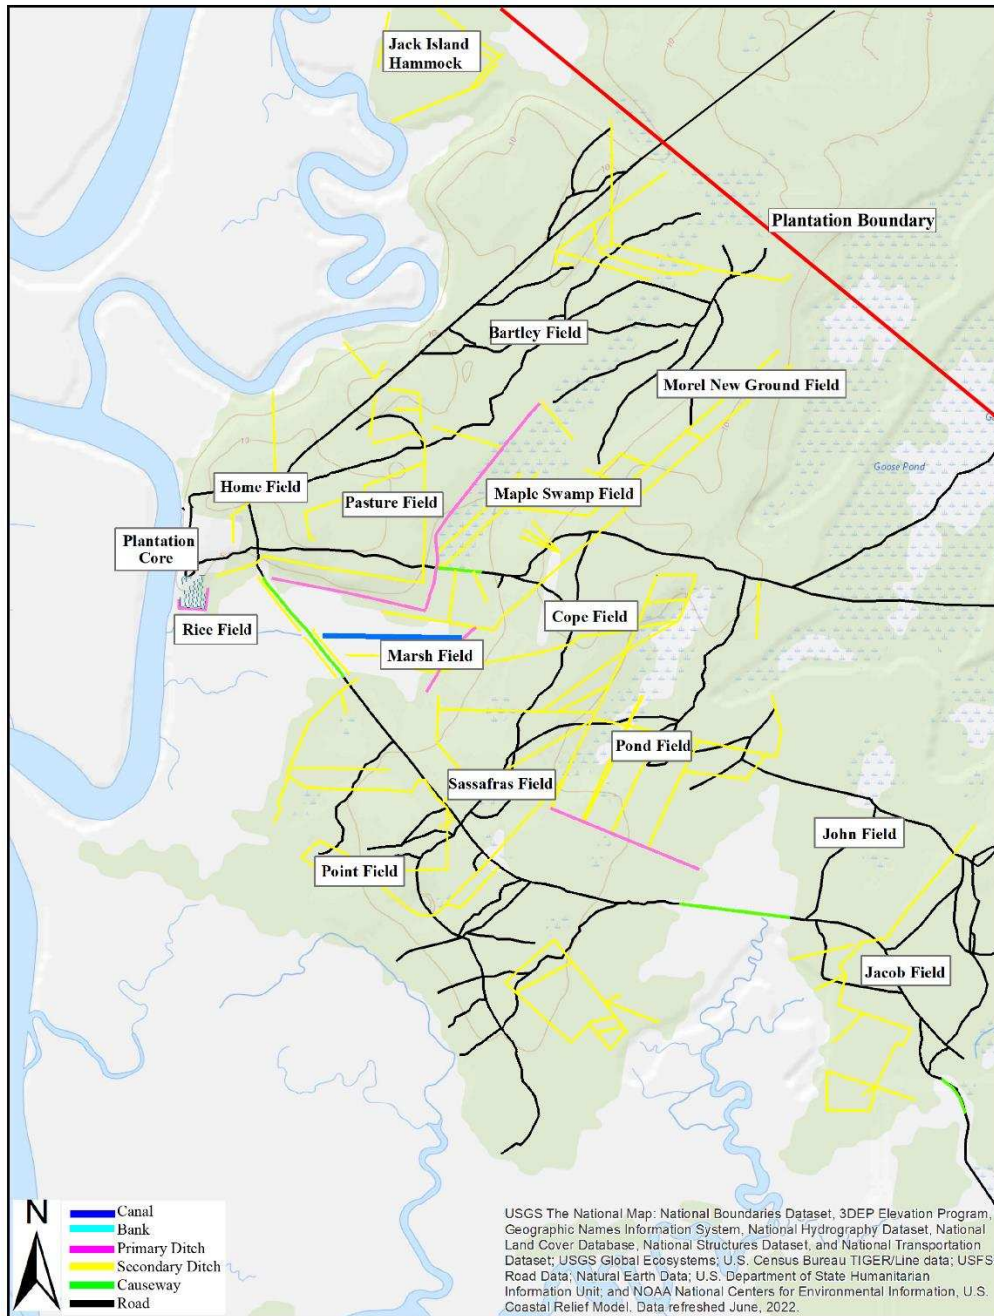 Jack Island
Hammock
10
10
Plantation Boundary
10
Bartley Field
Morel New Ground Field
10
10
Goose Pond
Home Field
Pasture Field
Maple Swamp Field
Plantation
Core
Rice Field
Cope Field
Marsh Field
Pond Field
Sassafras Field
John Field
Point Field
Jacob Field
N
Canal
Bank
Primary Ditch
Secondary Ditch
Causeway
Road
USGS The National Map: National Boundaries Dataset, 3DEP Elevation Program,
Geographic Names Information System, National Hydrography Dataset, National
Land Cover Database, National Structures Dataset, and National Transportation
Dataset; USGS Global Ecosystems; U.S. Census Bureau TIGER/Line data; USFS
Road Data; Natural Earth Data; U.S. Department of State Humanitarian
Information Unit; and NOAA National Centers for Environmental Information, U.S.
Coastal Relief Model. Data refreshed June, 2022.